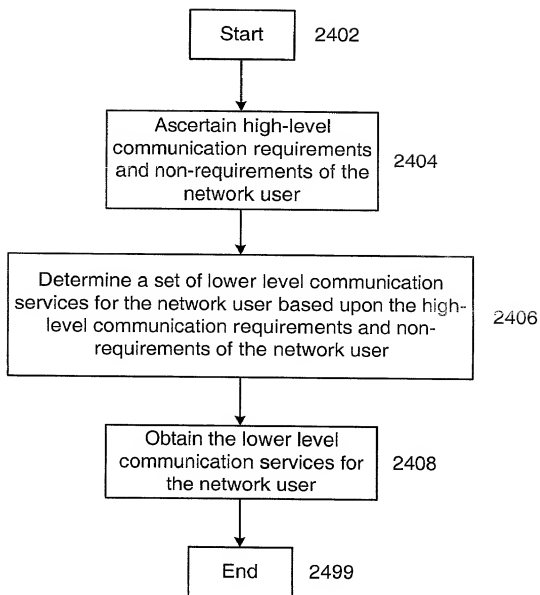 Start 2402
Ascertain high-level
communication requirements
and non-requirements of the
network user
2404
Determine a set of lower level communication
services for the network user based upon the high-
level communication requirements and non-
requirements of the network user
2406
Obtain the lower level
communication services for
the network user
2408
End 2499